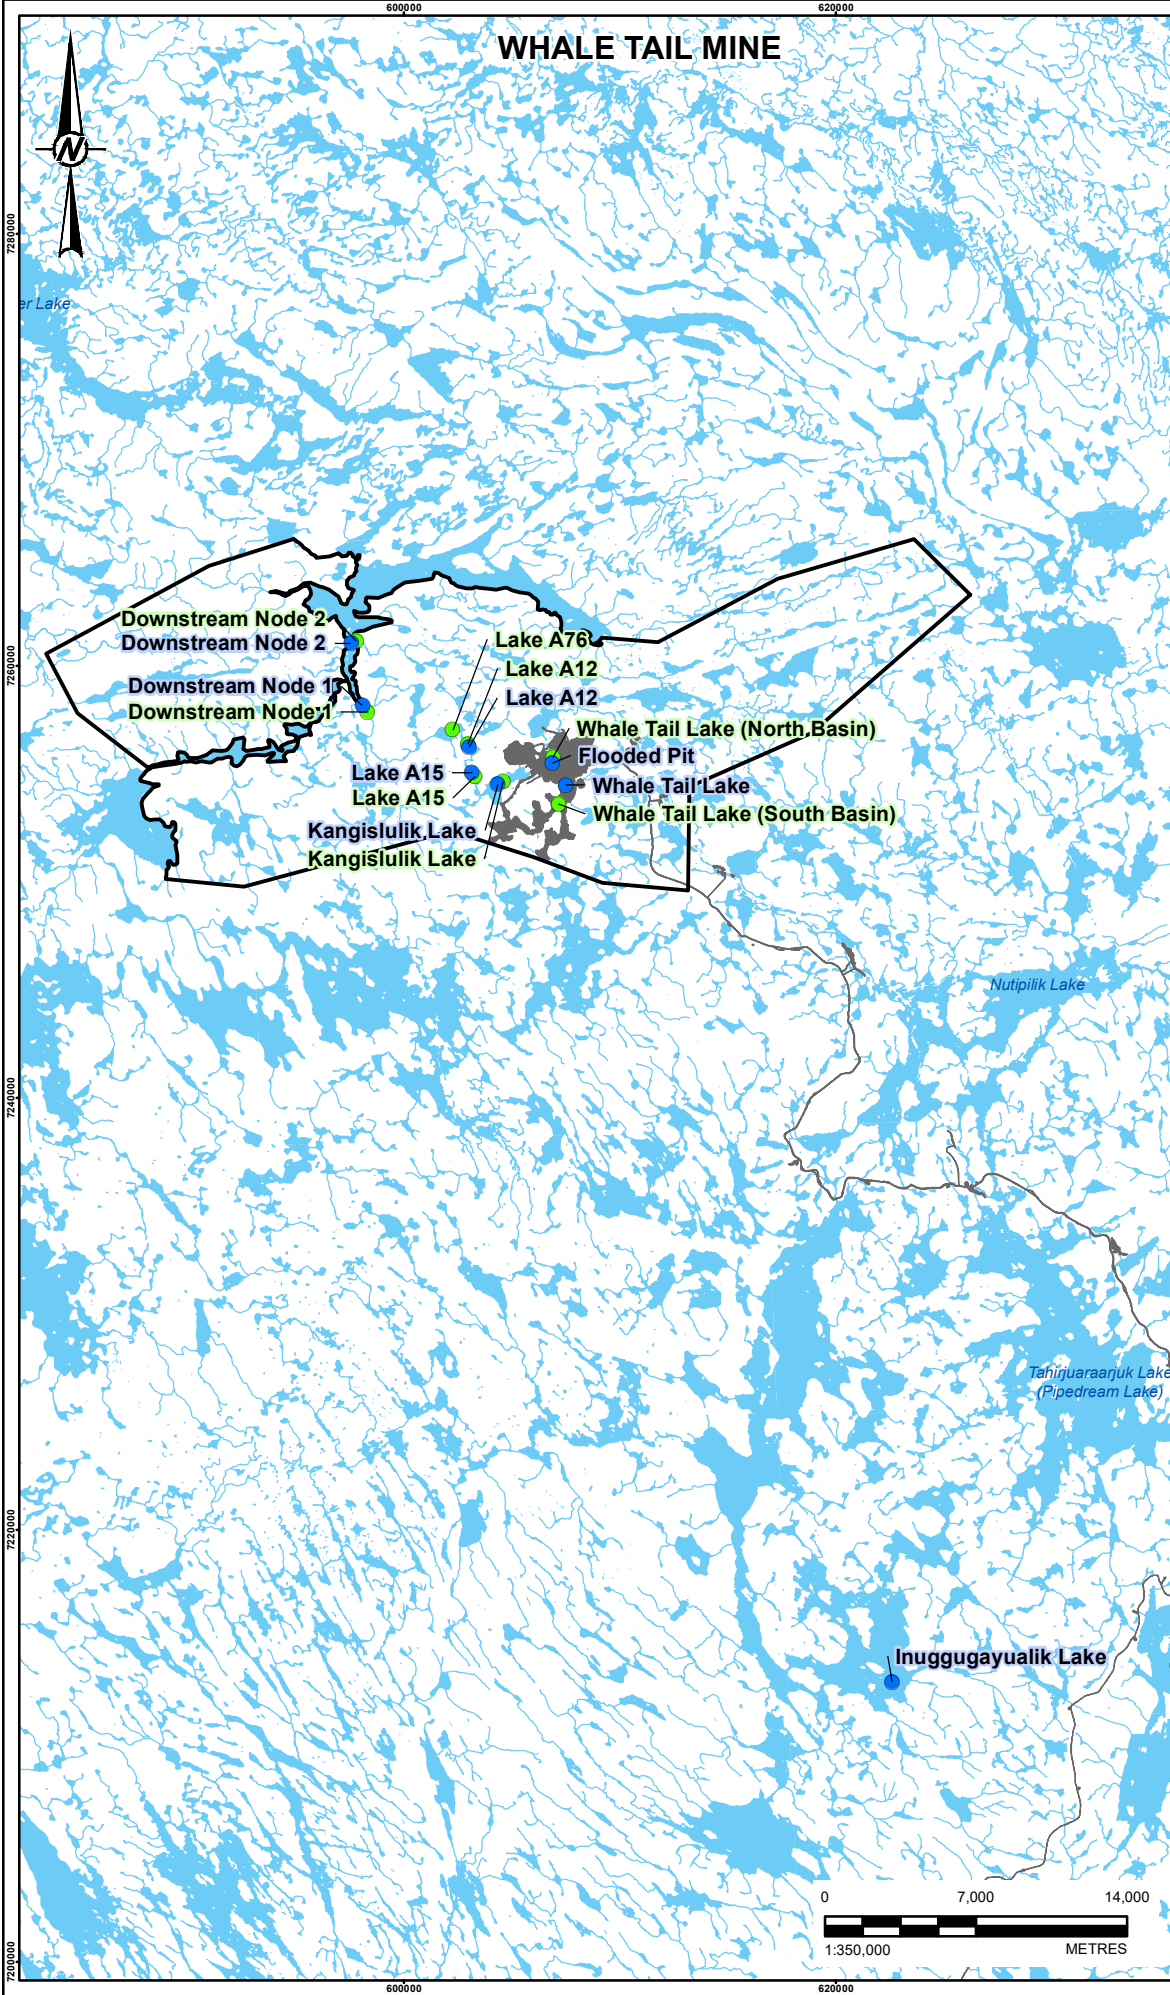 600000
620000
WHALE TAIL MINE
N
7280000
er Lake
Downstream Node 2
Downstream Node 2
Lake A76
Lake A12
7260000
Downstream Node 1
Lake A12
Downstream Node 1
Whale Tail Lake (North Basin)
Flooded Pit
Lake A15
Whale Tail Lake
Lake A15
Whale Tail Lake (South Basin)
Kangislulik Lake
Kangislulik Lake
Nutipilik Lake
7240000
Tahirjuaraarjuk Lake
(Pipedream Lake)
7220000
Inuggugayualik Lake
0 7,000 14,000
1:350,000 METRES
7200000
600000
620000